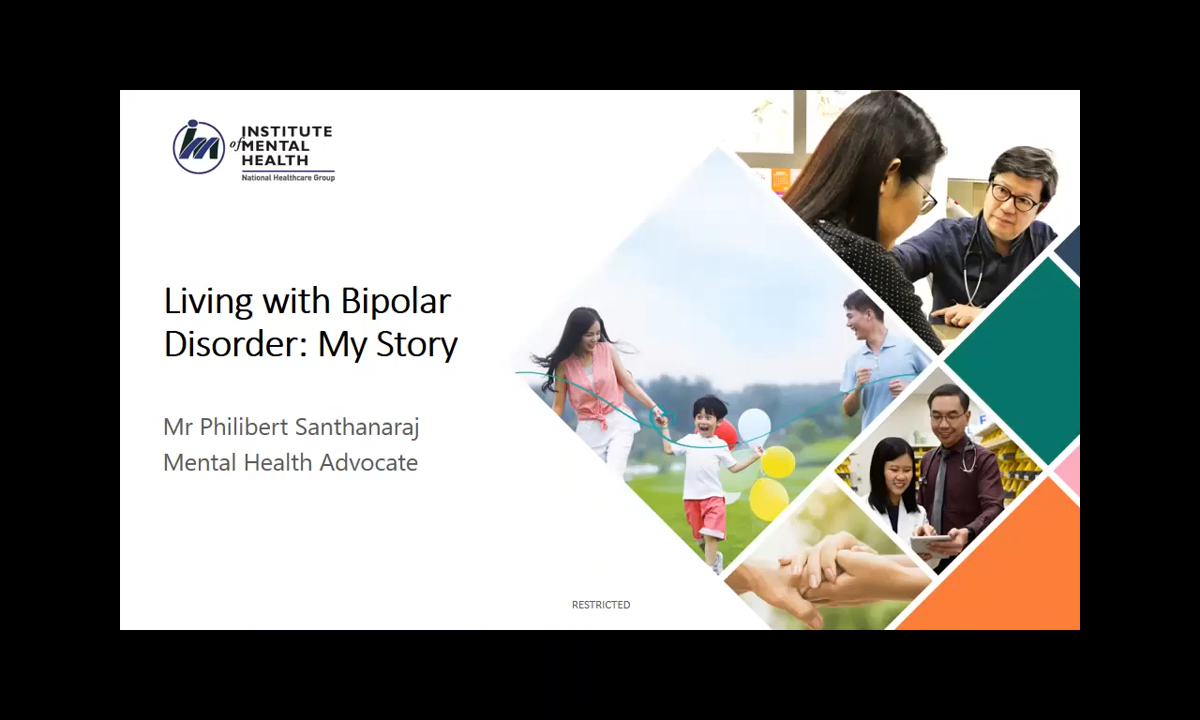 INSTITUTE
of MENTAL
HEALTH
National Healthcare Group
Living with Bipolar
Disorder: My Story
Mr Philibert Santhanaraj
Mental Health Advocate
RESTRICTED